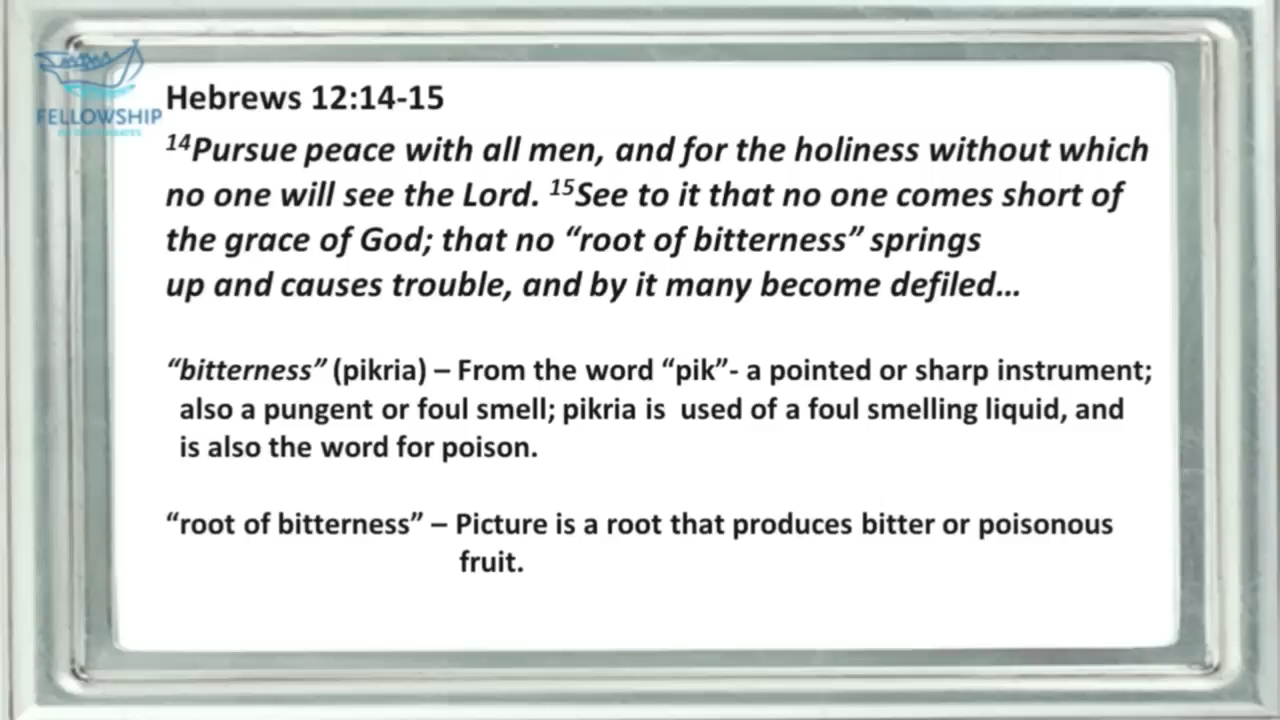 FELLOWSHIP
Hebrews 12:14-15
¹⁴Pursue peace with all men, and for the holiness without which
no one will see the Lord. ¹⁵See to it that no one comes short of
the grace of God; that no “root of bitterness” springs
up and causes trouble, and by it many become defiled…
“bitterness” (pikria) – From the word “pik”- a pointed or sharp instrument;
also a pungent or foul smell; pikria is used of a foul smelling liquid, and
is also the word for poison.
“root of bitterness” – Picture is a root that produces bitter or poisonous
fruit.